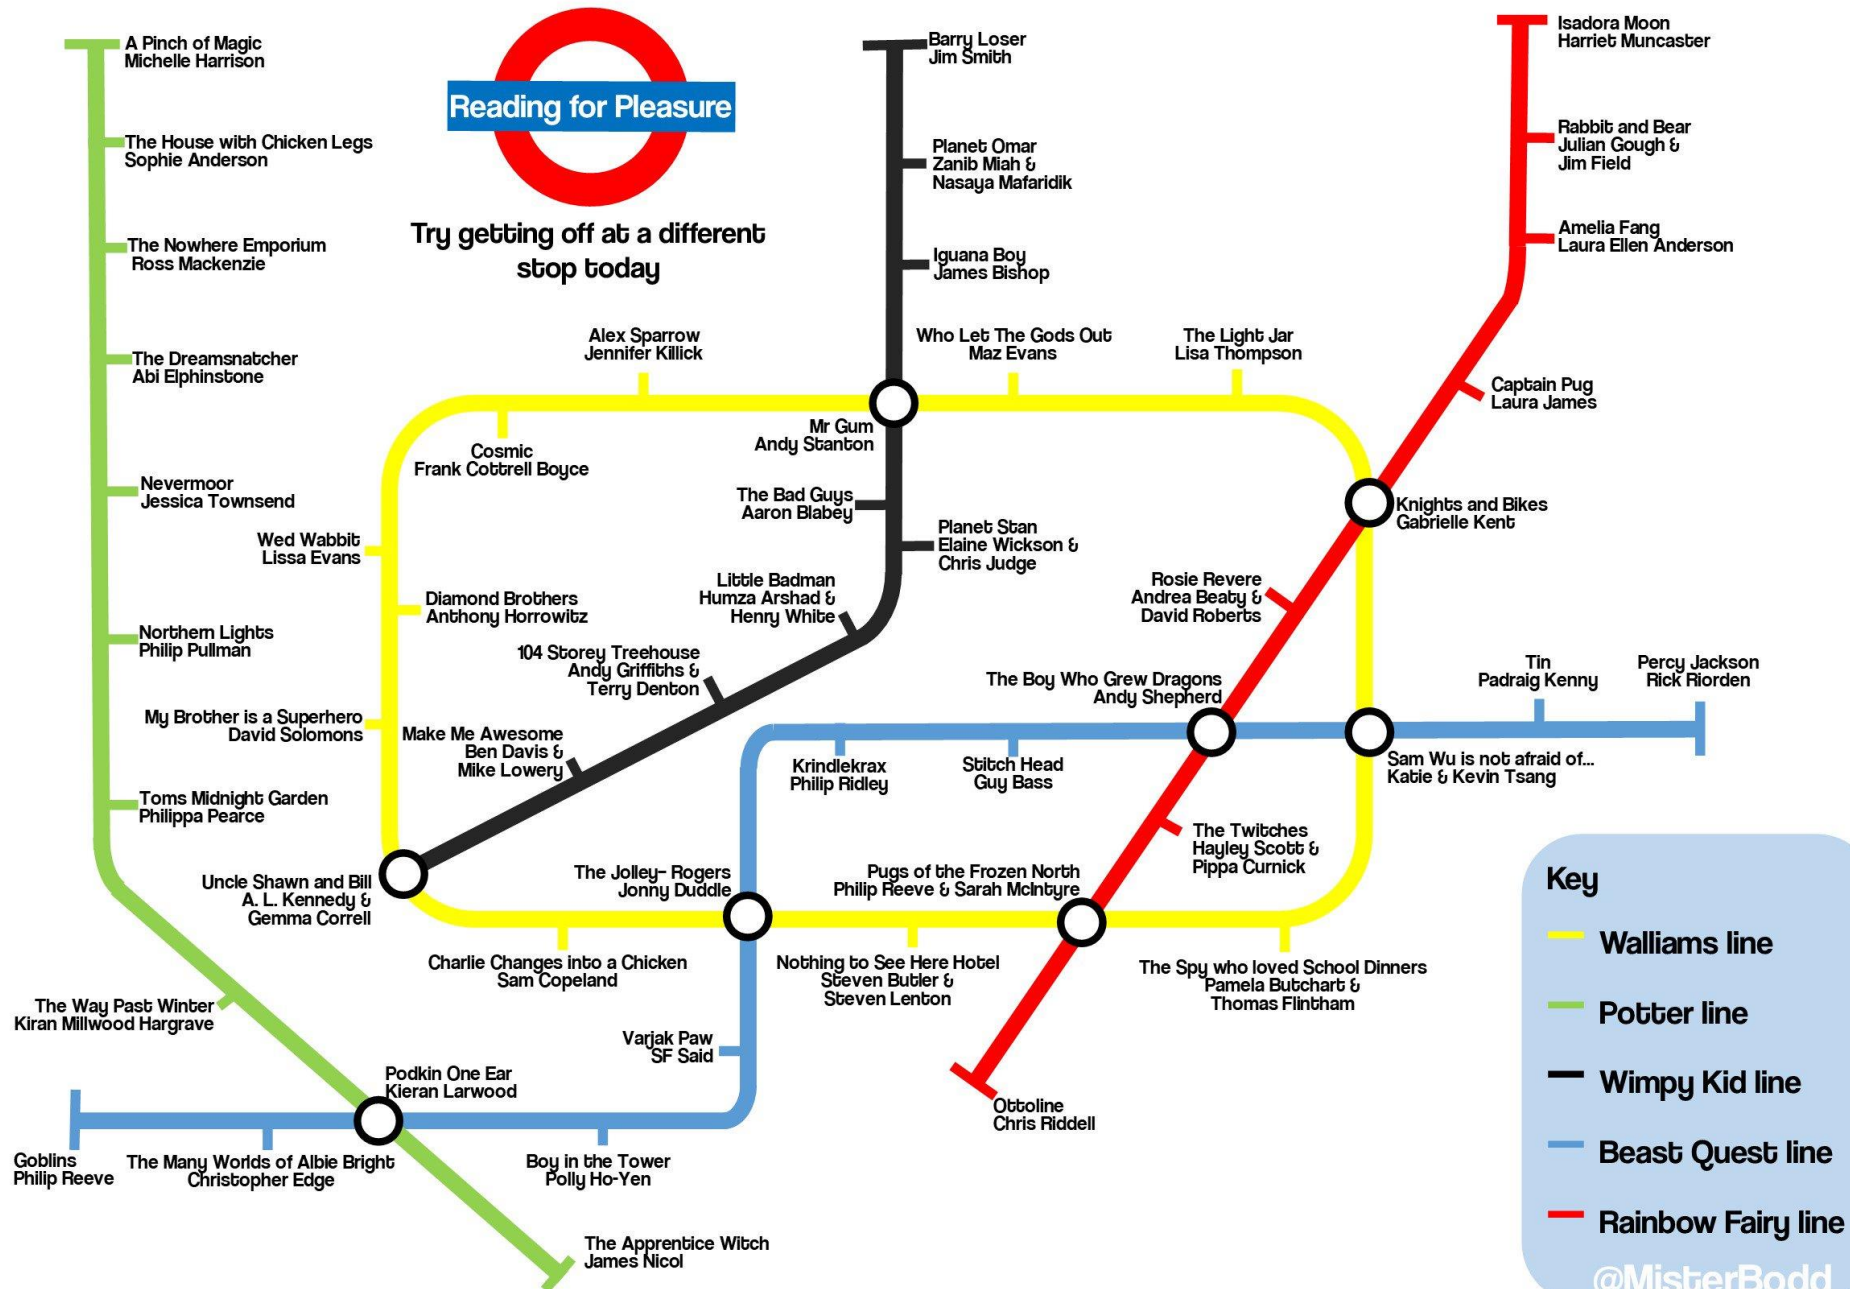 Reading for Pleasure
Try getting off at a different
stop today
A Pinch of Magic
Michelle Harrison
The House with Chicken Legs
Sophie Anderson
The Nowhere Emporium
Ross Mackenzie
The Dreamsnatcher
Abi Elphinstone
Nevermoor
Jessica Townsend
Northern Lights
Philip Pullman
Toms Midnight Garden
Philippa Pearce
The Way Past Winter
Kiran Millwood Hargrave
Podkin One Ear
Kieran Larwood
The Apprentice Witch
James Nicol
Barry Loser
Jim Smith
Planet Omar
Zanib Miah &
Nasaya Mafaridik
Iguana Boy
James Bishop
Mr Gum
Andy Stanton
The Bad Guys
Aaron Blabey
Planet Stan
Elaine Wickson &
Chris Judge
Little Badman
Humza Arshad &
Henry White
104 Storey Treehouse
Andy Griffiths &
Terry Denton
Make Me Awesome
Ben Davis &
Mike Lowery
Uncle Shawn and Bill
A. L. Kennedy &
Gemma Correll
Alex Sparrow
Jennifer Killick
Who Let The Gods Out
Maz Evans
The Light Jar
Lisa Thompson
Cosmic
Frank Cottrell Boyce
Wed Wabbit
Lissa Evans
Diamond Brothers
Anthony Horrowitz
My Brother is a Superhero
David Solomons
Charlie Changes into a Chicken
Sam Copeland
The Jolley- Rogers
Jonny Duddle
Nothing to See Here Hotel
Steven Butler &
Steven Lenton
Pugs of the Frozen North
Philip Reeve & Sarah McIntyre
The Spy who loved School Dinners
Pamela Butchart &
Thomas Flintham
Isadora Moon
Harriet Muncaster
Rabbit and Bear
Julian Gough &
Jim Field
Amelia Fang
Laura Ellen Anderson
Captain Pug
Laura James
Knights and Bikes
Gabrielle Kent
Rosie Revere
Andrea Beaty &
David Roberts
The Boy Who Grew Dragons
Andy Shepherd
The Twitches
Hayley Scott &
Pippa Curnick
Ottoline
Chris Riddell
Goblins
Philip Reeve
The Many Worlds of Albie Bright
Christopher Edge
Boy in the Tower
Polly Ho-Yen
Varjak Paw
SF Said
Krindlekrax
Philip Ridley
Stitch Head
Guy Bass
Sam Wu is not afraid of...
Katie & Kevin Tsang
Tin
Padraig Kenny
Percy Jackson
Rick Riorden
Key
Walliams line
Potter line
Wimpy Kid line
Beast Quest line
Rainbow Fairy line
@MisterBodd